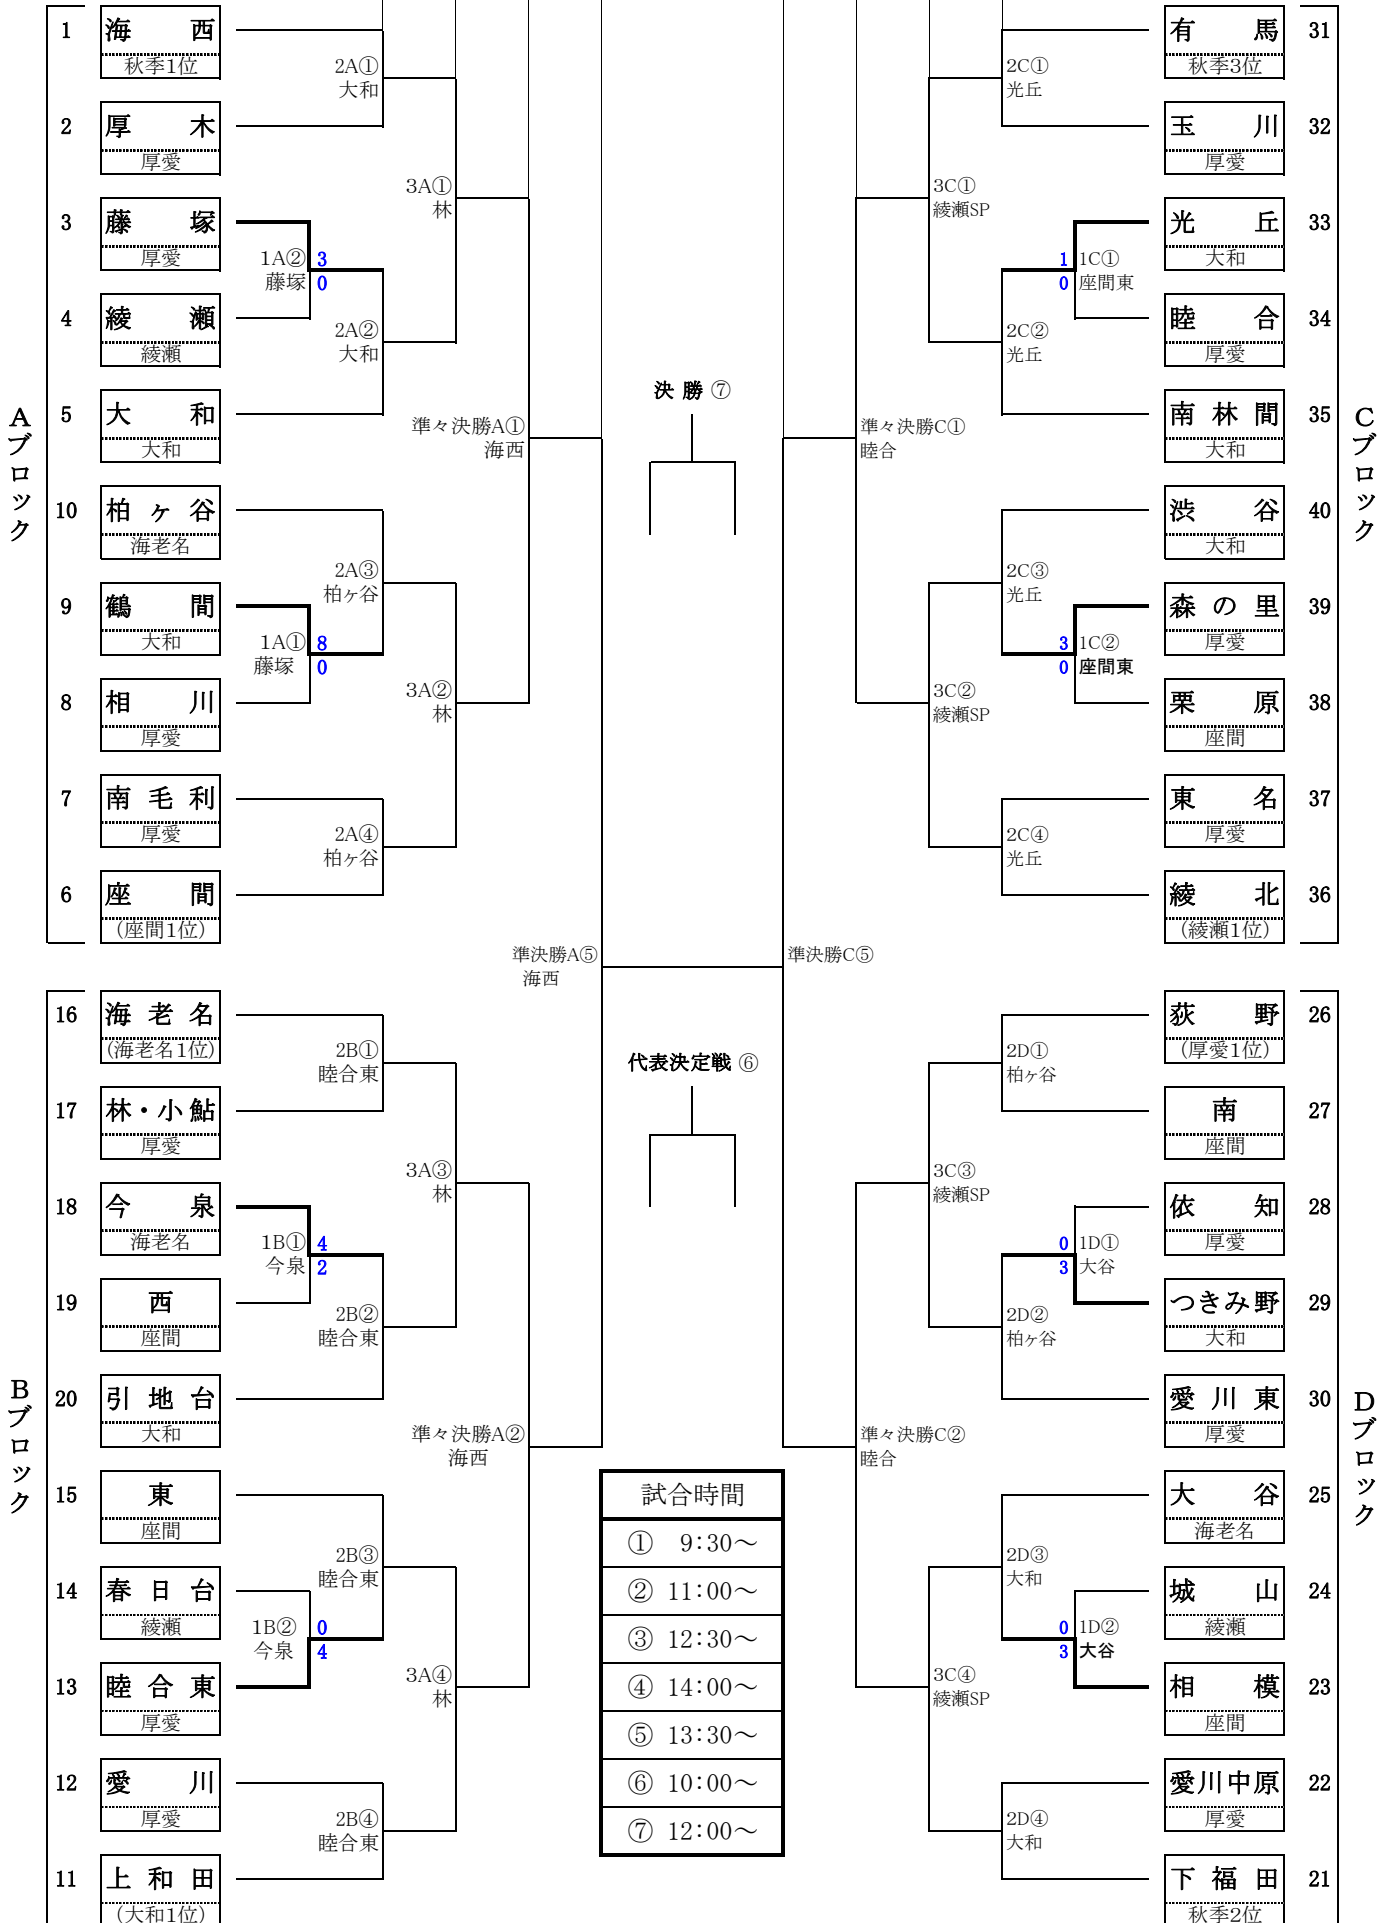 Aブロック
1 海西
秋季1位
2 厚木
厚愛
3 藤塚
厚愛
4 綾瀬
綾瀬
5 大和
大和
10 柏ヶ谷
海老名
9 鶴間
大和
8 相川
厚愛
7 南毛利
厚愛
6 座間
(座間1位)
2A①
大和
1A② 3
藤塚 0
2A②
大和
2A③
柏ヶ谷
1A① 8
藤塚 0
2A④
柏ヶ谷
3A①
林
3A②
林
準々決勝A①
海西
Bブロック
16 海老名
(海老名1位)
17 林・小鮎
厚愛
18 今泉
海老名
19 西
座間
20 引地台
大和
15 東
座間
14 春日台
綾瀬
13 睦合東
厚愛
12 愛川
厚愛
11 上和田
(大和1位)
2B①
睦合東
1B① 4
今泉 2
2B②
睦合東
2B③
睦合東
1B② 0
今泉 4
2B④
睦合東
3A③
林
3A④
林
準々決勝A②
海西
準決勝A⑤
海西
決勝 ⑦
代表決定戦 ⑥
試合時間
① 9:30～
② 11:00～
③ 12:30～
④ 14:00～
⑤ 13:30～
⑥ 10:00～
⑦ 12:00～
準決勝C⑤
Cブロック
有馬 31
秋季3位
玉川 32
厚愛
光丘 33
大和
睦合 34
厚愛
南林間 35
大和
渋谷 40
大和
森の里 39
厚愛
栗原 38
座間
東名 37
厚愛
綾北 36
(綾瀬1位)
2C①
光丘
1 1C①
0 座間東
2C②
光丘
2C③
光丘
3 1C②
0 座間東
2C④
光丘
3C①
綾瀬SP
3C②
綾瀬SP
準々決勝C①
睦合
Dブロック
荻野 26
(厚愛1位)
南 27
座間
依知 28
厚愛
つきみ野 29
大和
愛川東 30
厚愛
大谷 25
海老名
城山 24
綾瀬
相模 23
座間
愛川中原 22
厚愛
下福田 21
秋季2位
2D①
柏ヶ谷
0 1D①
3 大谷
2D②
柏ヶ谷
2D③
大和
0 1D②
3 大谷
2D④
大和
3C③
綾瀬SP
3C④
綾瀬SP
準々決勝C②
睦合